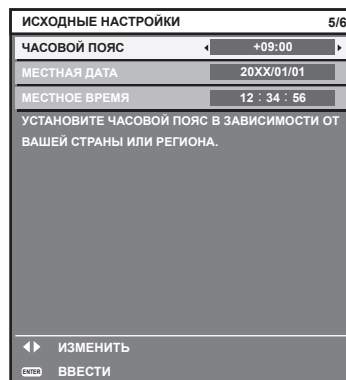 ИСХОДНЫЕ НАСТРОЙКИ 5/6
ЧАСОВОЙ ПОЯС +09:00
МЕСТНАЯ ДАТА 20XX/01/01
МЕСТНОЕ ВРЕМЯ 12 : 34 : 56
УСТАНОВИТЕ ЧАСОВОЙ ПОЯС В ЗАВИСИМОСТИ ОТ
ВАШЕЙ СТРАНЫ ИЛИ РЕГИОНА.
ИЗМЕНИТЬ
ENTER ВВЕСТИ